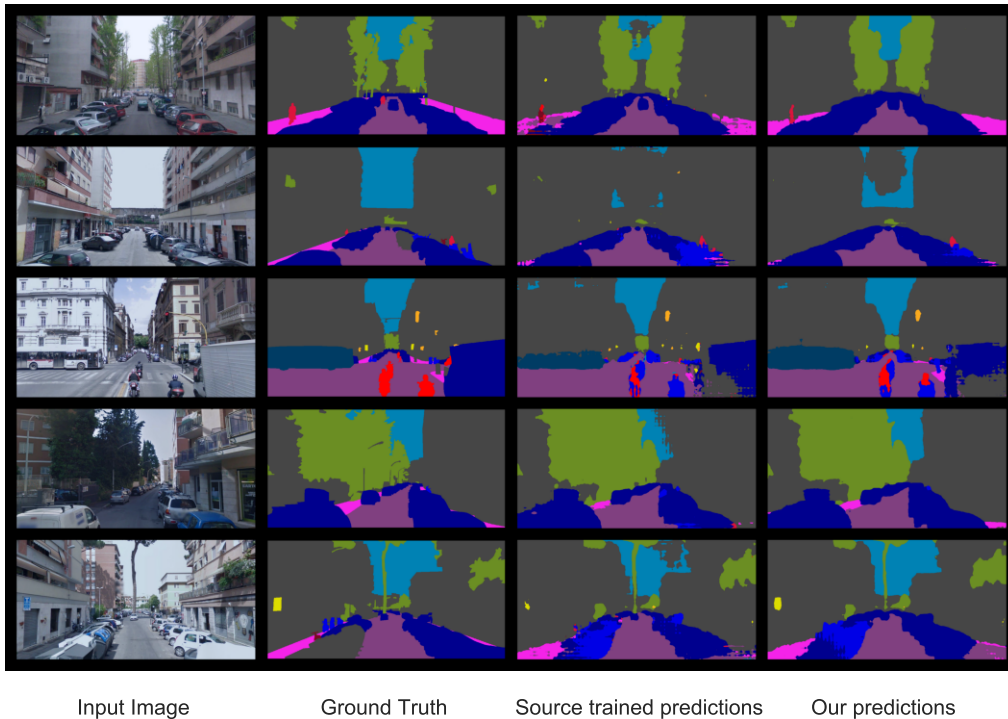 Input Image
Ground Truth
Source trained predictions
Our predictions